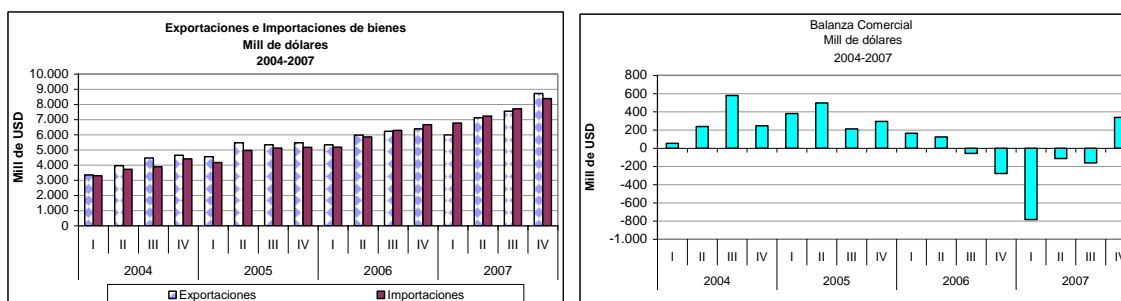 Exportaciones e Importaciones de bienes
Mill de dólares
2004-2007
Mill de USD
10.000
9.000
8.000
7.000
6.000
5.000
4.000
3.000
2.000
1.000
0
I II III IV I II III IV I II III IV I II III IV
2004 2005 2006 2007
Exportaciones Importaciones
Balanza Comercial
Mill de dólares
2004-2007
Mill de USD
800
600
400
200
0
-200
-400
-600
-800
-1.000
I II III IV I II III IV I II III IV I II III IV
2004 2005 2006 2007